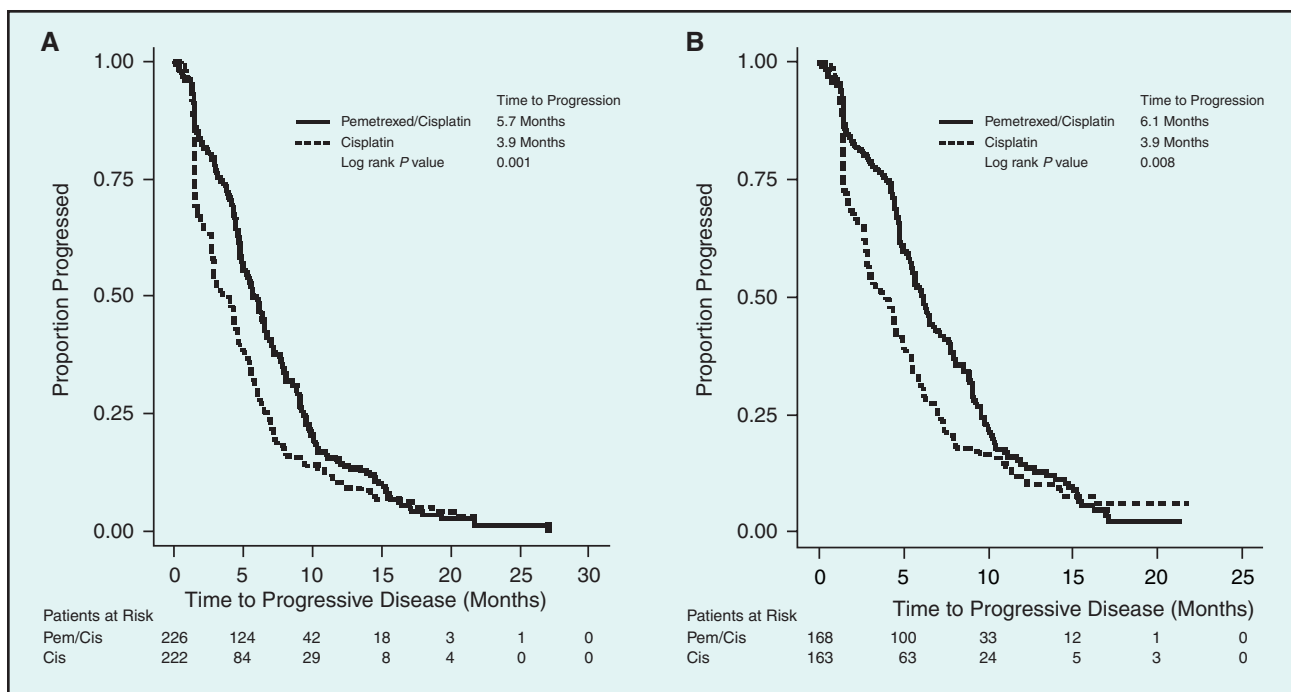 A
1.00
0.75
0.50
0.25
0.00
Proportion Progressed
Time to Progression
Pemetrexed/Cisplatin 5.7 Months
Cisplatin 3.9 Months
Log rank P value 0.001
0 5 10 15 20 25 30
Time to Progressive Disease (Months)
Patients at Risk
Pem/Cis 226 124 42 18 3 1 0
Cis 222 84 29 8 4 0 0
B
1.00
0.75
0.50
0.25
0.00
Proportion Progressed
Time to Progression
Pemetrexed/Cisplatin 6.1 Months
Cisplatin 3.9 Months
Log rank P value 0.008
0 5 10 15 20 25
Time to Progressive Disease (Months)
Patients at Risk
Pem/Cis 168 100 33 12 1 0
Cis 163 63 24 5 3 0